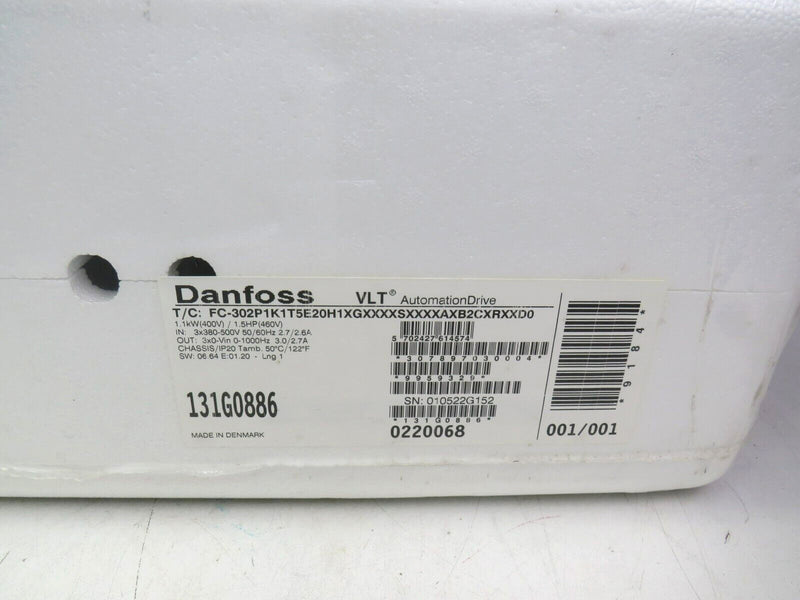 Danfoss VLT® AutomationDrive
T/C: FC-302P1K1T5E20H1XGXXXXSXXXXAXB2CXRXXD0
1.1kW(400V) / 1.5HP(460V)
IN: 3x380-500V 50/60Hz 2.7/2.6A
OUT: 3x0-Vin 0-1000Hz 3.0/2.7A
CHASSIS/IP20 Tamb. 50°C/122°F
SW: 06.64 E:01.20 - Lng 1
131G0886
MADE IN DENMARK
5 702427 614574
*307897030004*
*9959329*
SN: 010522G152
*131G0886*
0220068
*9184*
001/001